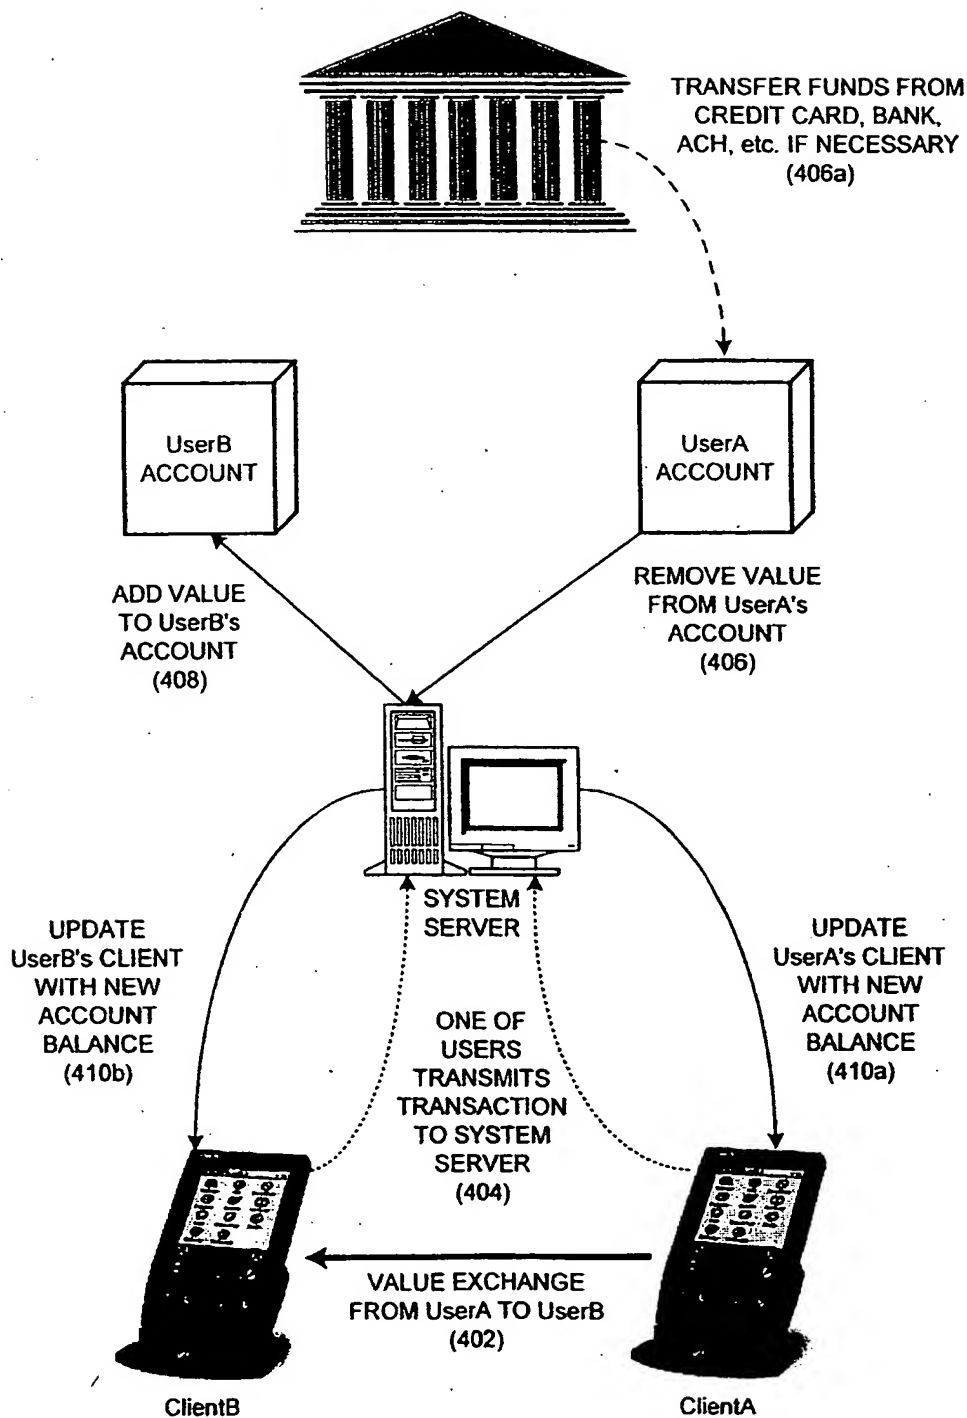 TRANSFER FUNDS FROM
CREDIT CARD, BANK,
ACH, etc. IF NECESSARY
(406a)
UserB
ACCOUNT
UserA
ACCOUNT
ADD VALUE
TO UserB's
ACCOUNT
(408)
REMOVE VALUE
FROM UserA's
ACCOUNT
(406)
SYSTEM
SERVER
UPDATE
UserB's CLIENT
WITH NEW
ACCOUNT
BALANCE
(410b)
ONE OF
USERS
TRANSMITS
TRANSACTION
TO SYSTEM
SERVER
(404)
UPDATE
UserA's CLIENT
WITH NEW
ACCOUNT
BALANCE
(410a)
VALUE EXCHANGE
FROM UserA TO UserB
(402)
ClientB
ClientA